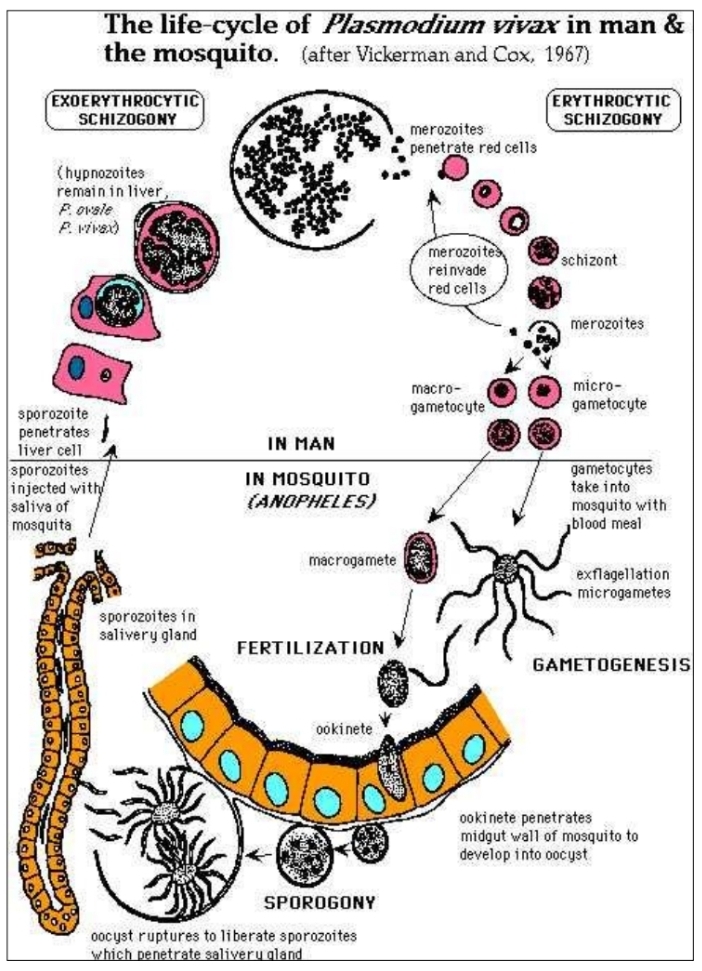 The life-cycle of Plasmodium vivax in man &
the mosquito. (after Vickerman and Cox, 1967)
EXOERYTHROCYTIC
SCHIZOGONY
ERYTHROCYTIC
SCHIZOGONY
merozoites
penetrate red cells
(hypnozoites
remain in liver,
P. ovale
P. vivax)
merozoites
reinvade
red cells
schizont
merozoites
macro-
gametocyte
micro-
gametocyte
sporozoite
penetrates
liver cell
IN MAN
sporozoites
injected with
saliva of
mosquita
IN MOSQUITO
(ANOPHELES)
gametocytes
take into
mosquito with
blood meal
macrogamete
exflagellation
microgametes
sporozoites in
salivery gland
FERTILIZATION
GAMETOGENESIS
ookinete
ookinete penetrates
midgut wall of mosquito to
develop into oocyst
SPOROGONY
oocyst ruptures to liberate sporozoites
which penetrate salivery gland